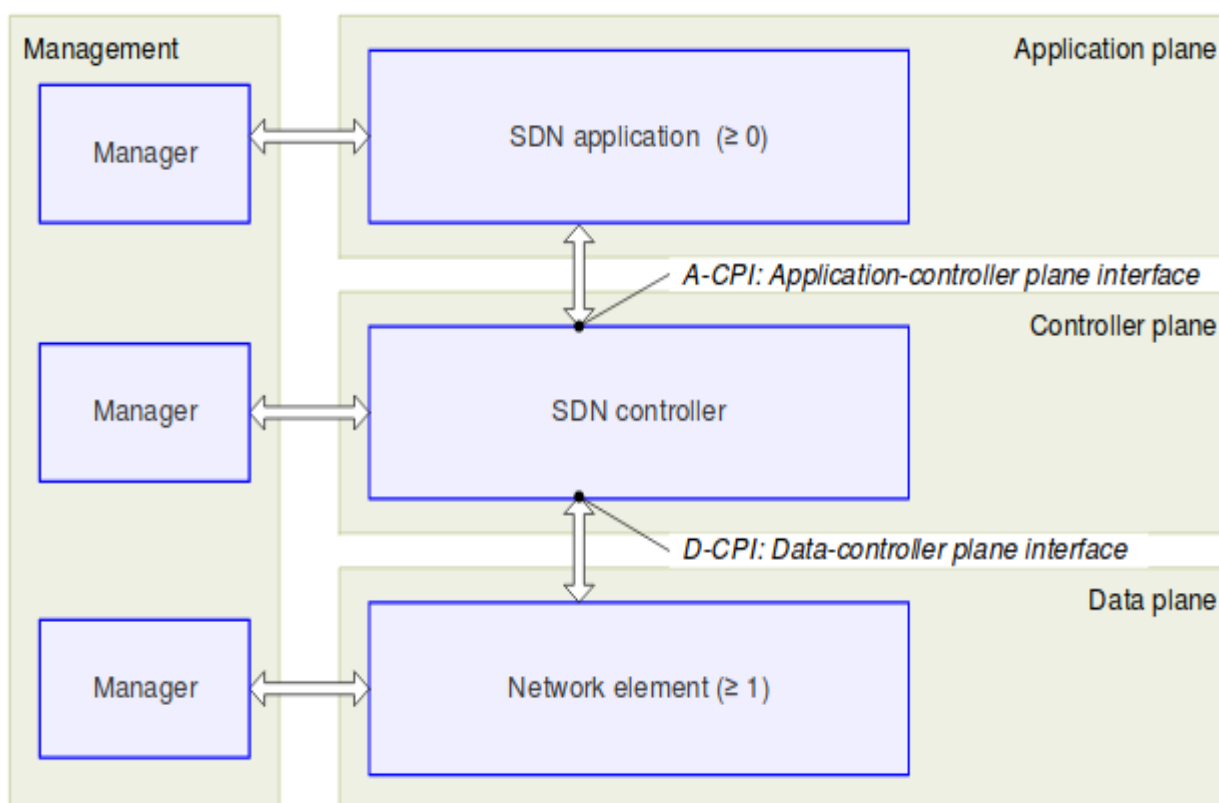 Management
Application plane
Manager
SDN application (≥ 0)
A-CPI: Application-controller plane interface
Controller plane
Manager
SDN controller
D-CPI: Data-controller plane interface
Data plane
Manager
Network element (≥ 1)